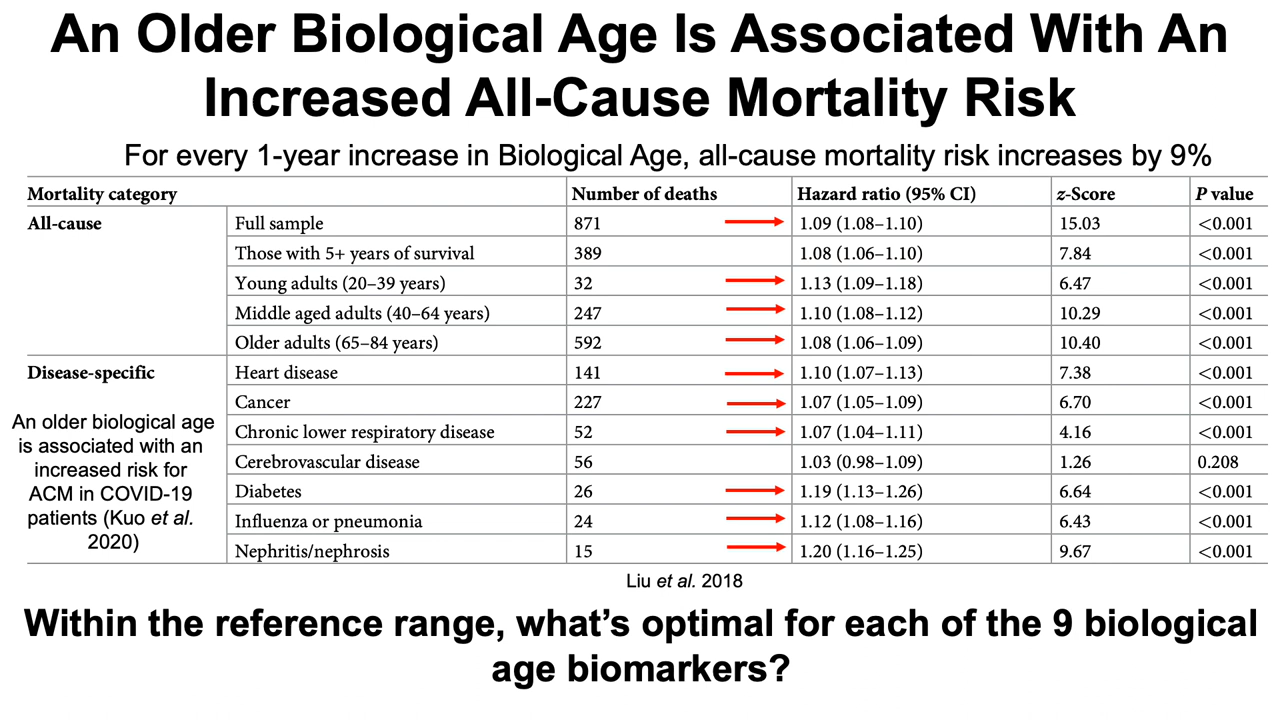 An Older Biological Age Is Associated With An
Increased All-Cause Mortality Risk
For every 1-year increase in Biological Age, all-cause mortality risk increases by 9%
Mortality category Number of deaths Hazard ratio (95% CI) z-Score P value
All-cause Full sample 871 1.09 (1.08–1.10) 15.03 <0.001
Those with 5+ years of survival 389 1.08 (1.06–1.10) 7.84 <0.001
Young adults (20–39 years) 32 1.13 (1.09–1.18) 6.47 <0.001
Middle aged adults (40–64 years) 247 1.10 (1.08–1.12) 10.29 <0.001
Older adults (65–84 years) 592 1.08 (1.06–1.09) 10.40 <0.001
Disease-specific Heart disease 141 1.10 (1.07–1.13) 7.38 <0.001
Cancer 227 1.07 (1.05–1.09) 6.70 <0.001
Chronic lower respiratory disease 52 1.07 (1.04–1.11) 4.16 <0.001
Cerebrovascular disease 56 1.03 (0.98–1.09) 1.26 0.208
Diabetes 26 1.19 (1.13–1.26) 6.64 <0.001
Influenza or pneumonia 24 1.12 (1.08–1.16) 6.43 <0.001
Nephritis/nephrosis 15 1.20 (1.16–1.25) 9.67 <0.001
An older biological age
is associated with an
increased risk for
ACM in COVID-19
patients (Kuo et al.
2020)
Liu et al. 2018
Within the reference range, what's optimal for each of the 9 biological
age biomarkers?